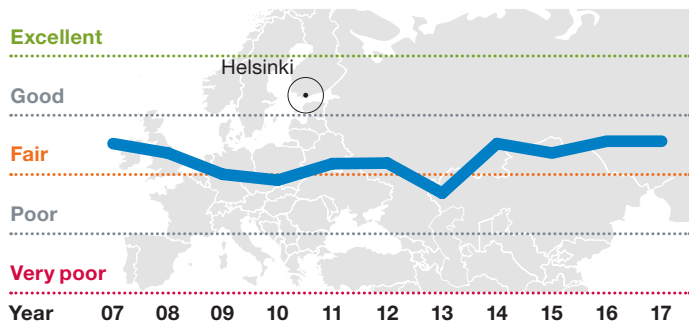 Excellent
Helsinki
Good
Fair
Poor
Very poor
Year 07 08 09 10 11 12 13 14 15 16 17